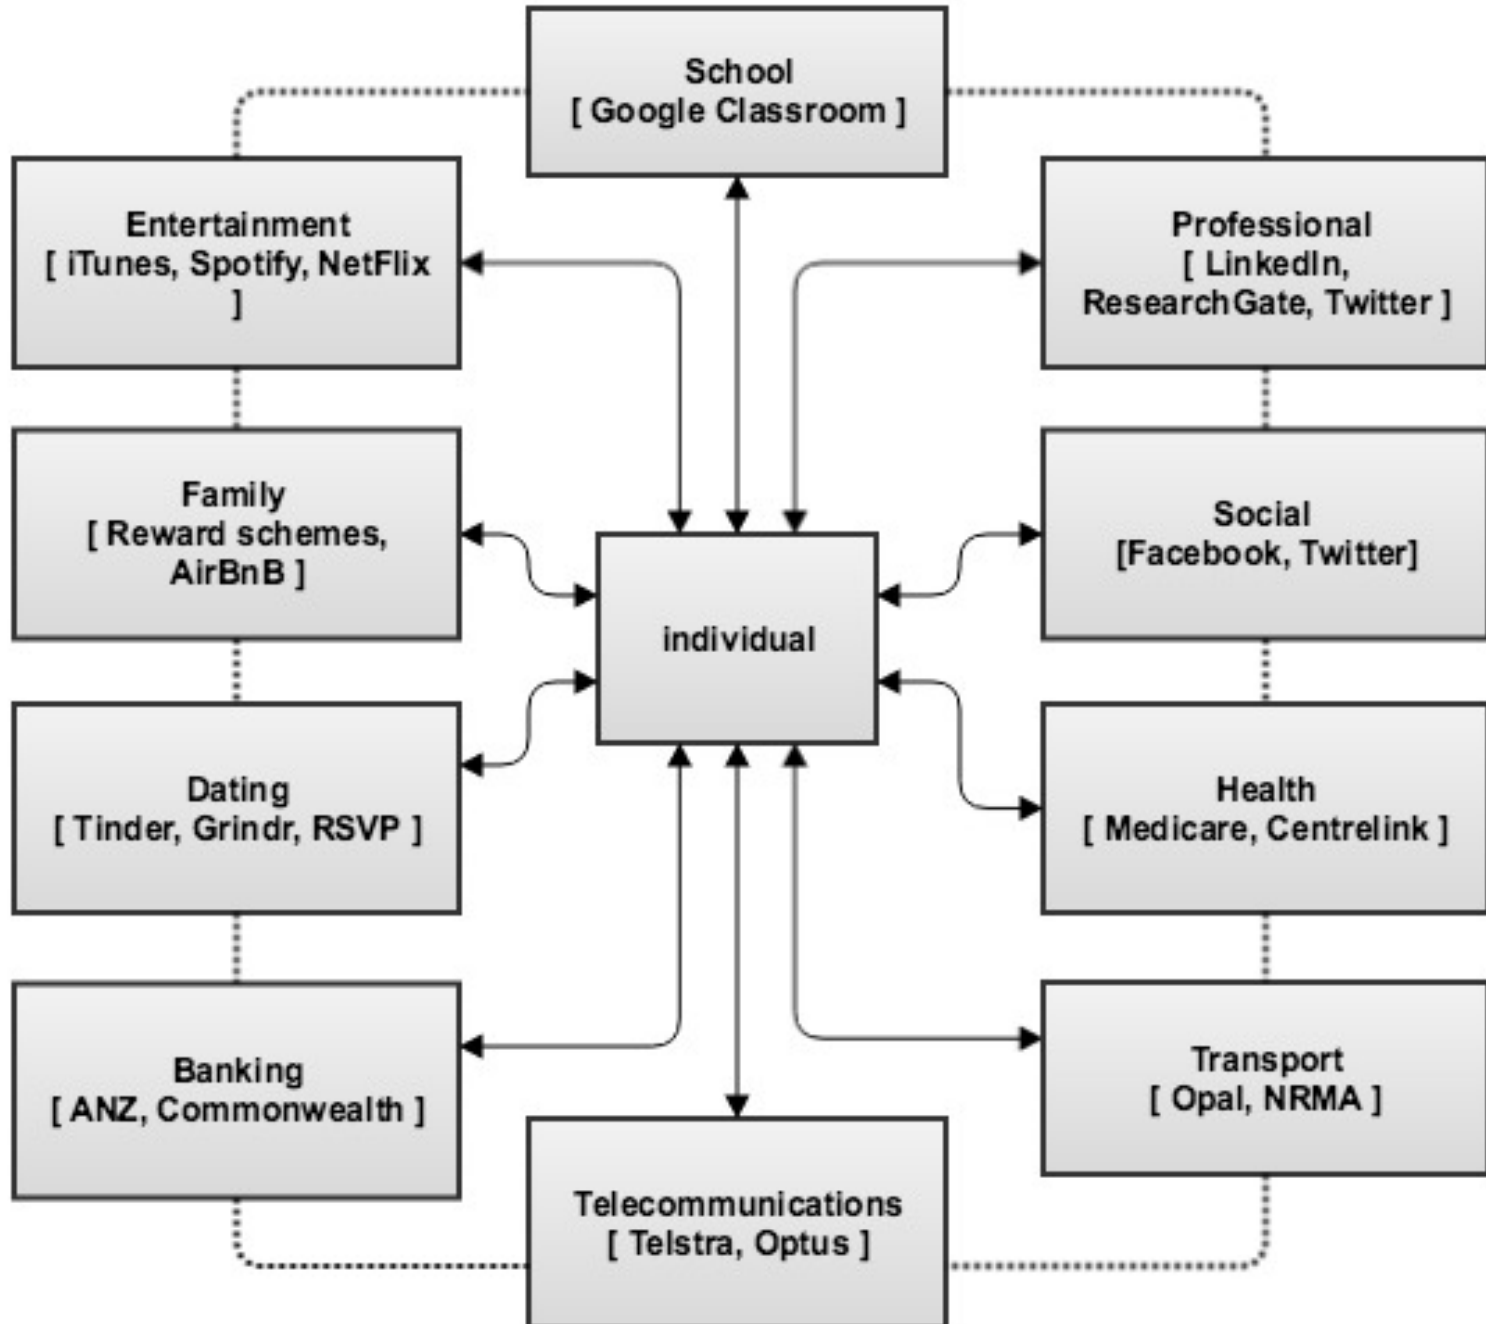 School
[ Google Classroom ]
Entertainment
[ iTunes, Spotify, NetFlix
]
Professional
[ LinkedIn,
ResearchGate, Twitter ]
Family
[ Reward schemes,
AirBnB ]
Social
[Facebook, Twitter]
individual
Dating
[ Tinder, Grindr, RSVP ]
Health
[ Medicare, Centrelink ]
Banking
[ ANZ, Commonwealth ]
Transport
[ Opal, NRMA ]
Telecommunications
[ Telstra, Optus ]